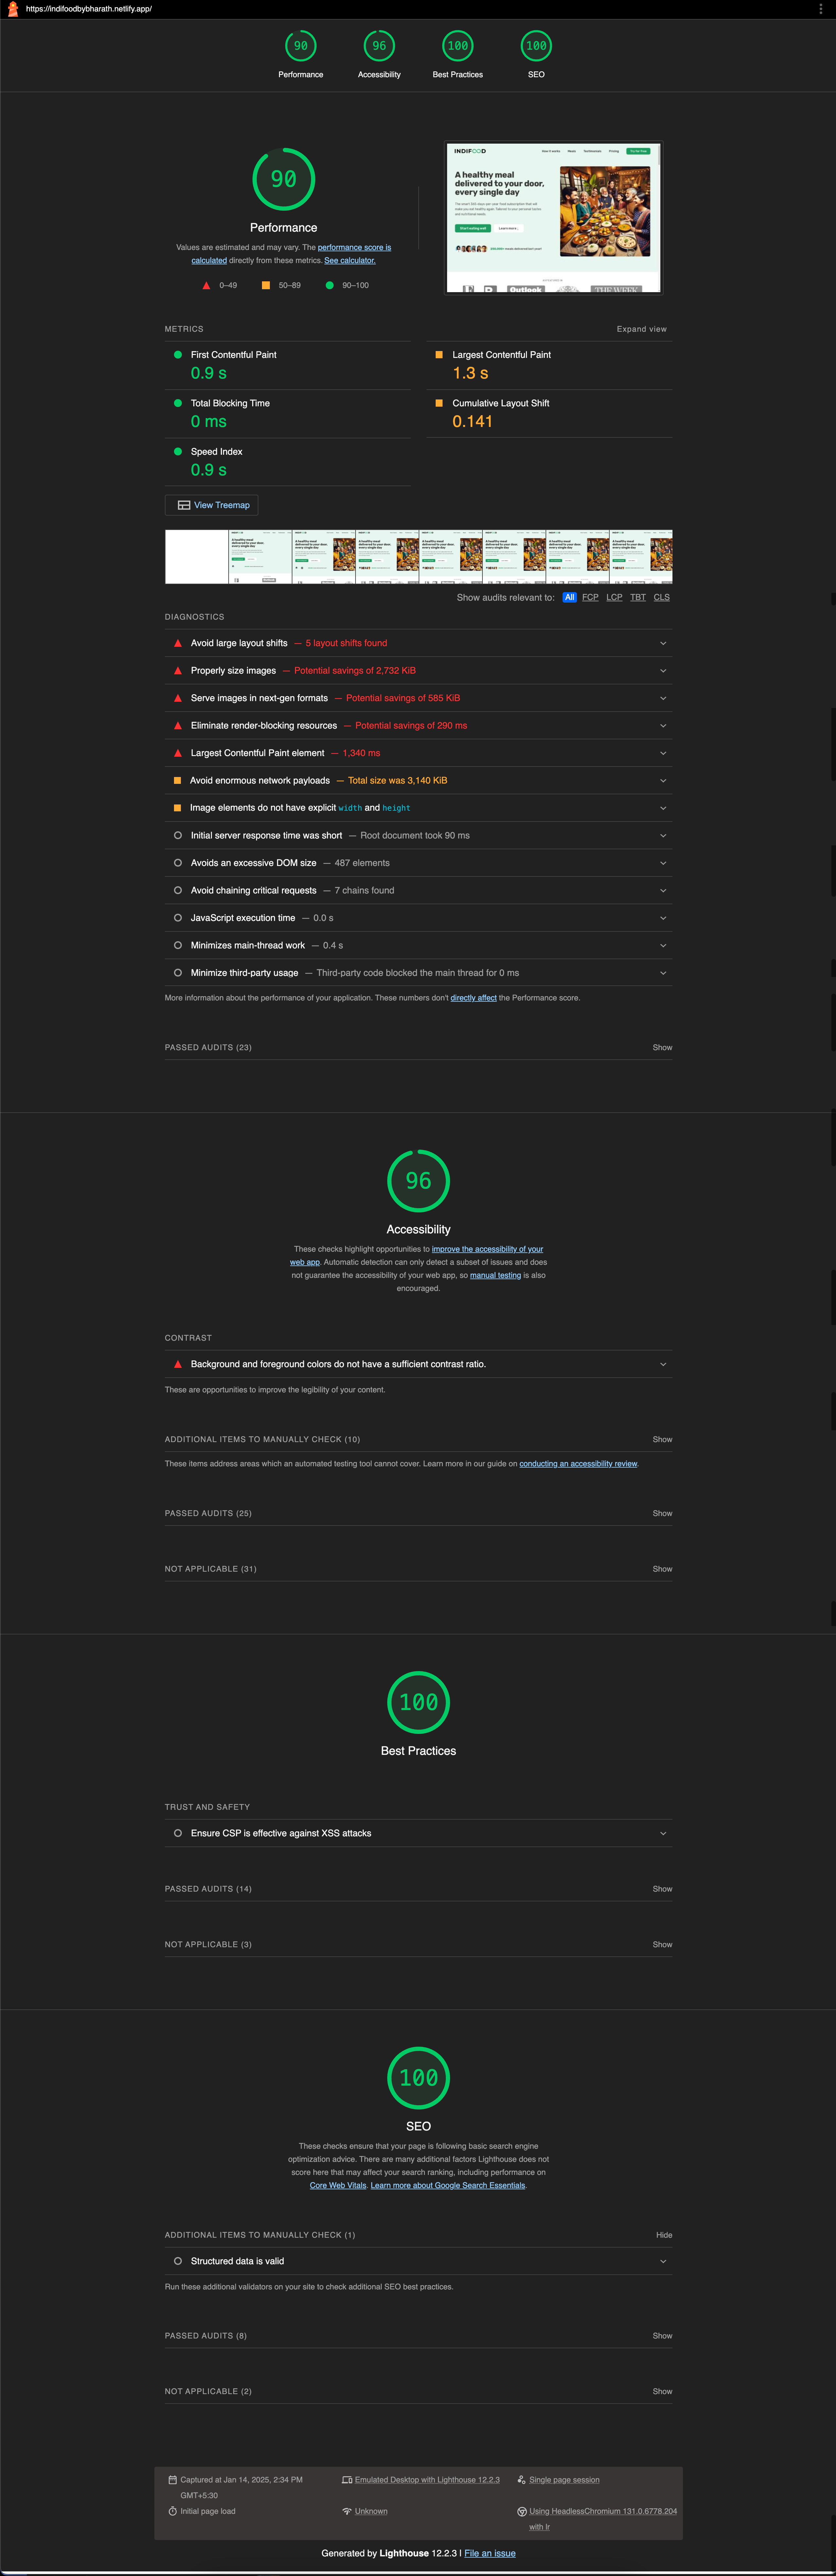 https://indifoodbybharath.netlify.app/
90
96
100
100
Performance
Accessibility
Best Practices
SEO
90
Performance
Values are estimated and may vary. The performance score is
calculated directly from these metrics. See calculator.
0–49
50–89
90–100
INDIFOOD
How it works
Meals
Testimonials
Pricing
Try for free
A healthy meal
delivered to your door,
every single day
Start eating well
Learn more
Outlook
THE WEEK
METRICS
Expand view
First Contentful Paint
0.9 s
Largest Contentful Paint
1.3 s
Total Blocking Time
0 ms
Cumulative Layout Shift
0.141
Speed Index
0.9 s
View Treemap
Show audits relevant to: All FCP LCP TBT CLS
DIAGNOSTICS
Avoid large layout shifts — 5 layout shifts found
Properly size images — Potential savings of 2,732 KiB
Serve images in next-gen formats — Potential savings of 585 KiB
Eliminate render-blocking resources — Potential savings of 290 ms
Largest Contentful Paint element — 1,340 ms
Avoid enormous network payloads — Total size was 3,140 KiB
Image elements do not have explicit width and height
Initial server response time was short — Root document took 90 ms
Avoids an excessive DOM size — 487 elements
Avoid chaining critical requests — 7 chains found
JavaScript execution time — 0.0 s
Minimizes main-thread work — 0.4 s
Minimize third-party usage — Third-party code blocked the main thread for 0 ms
More information about the performance of your application. These numbers don't directly affect the Performance score.
PASSED AUDITS (23)
Show
96
Accessibility
These checks highlight opportunities to improve the accessibility of your
web app. Automatic detection can only detect a subset of issues and does
not guarantee the accessibility of your web app, so manual testing is also
encouraged.
CONTRAST
Background and foreground colors do not have a sufficient contrast ratio.
These are opportunities to improve the legibility of your content.
ADDITIONAL ITEMS TO MANUALLY CHECK (10)
Show
These items address areas which an automated testing tool cannot cover. Learn more in our guide on conducting an accessibility review.
PASSED AUDITS (25)
Show
NOT APPLICABLE (31)
Show
100
Best Practices
TRUST AND SAFETY
Ensure CSP is effective against XSS attacks
PASSED AUDITS (14)
Show
NOT APPLICABLE (3)
Show
100
SEO
These checks ensure that your page is following basic search engine
optimization advice. There are many additional factors Lighthouse does not
score here that may affect your search ranking, including performance on
Core Web Vitals. Learn more about Google Search Essentials.
ADDITIONAL ITEMS TO MANUALLY CHECK (1)
Hide
Structured data is valid
Run these additional validators on your site to check additional SEO best practices.
PASSED AUDITS (8)
Show
NOT APPLICABLE (2)
Show
Captured at Jan 14, 2025, 2:34 PM
GMT+5:30
Emulated Desktop with Lighthouse 12.2.3
Single page session
Initial page load
Unknown
Using HeadlessChromium 131.0.6778.204
with lr
Generated by Lighthouse 12.2.3 | File an issue